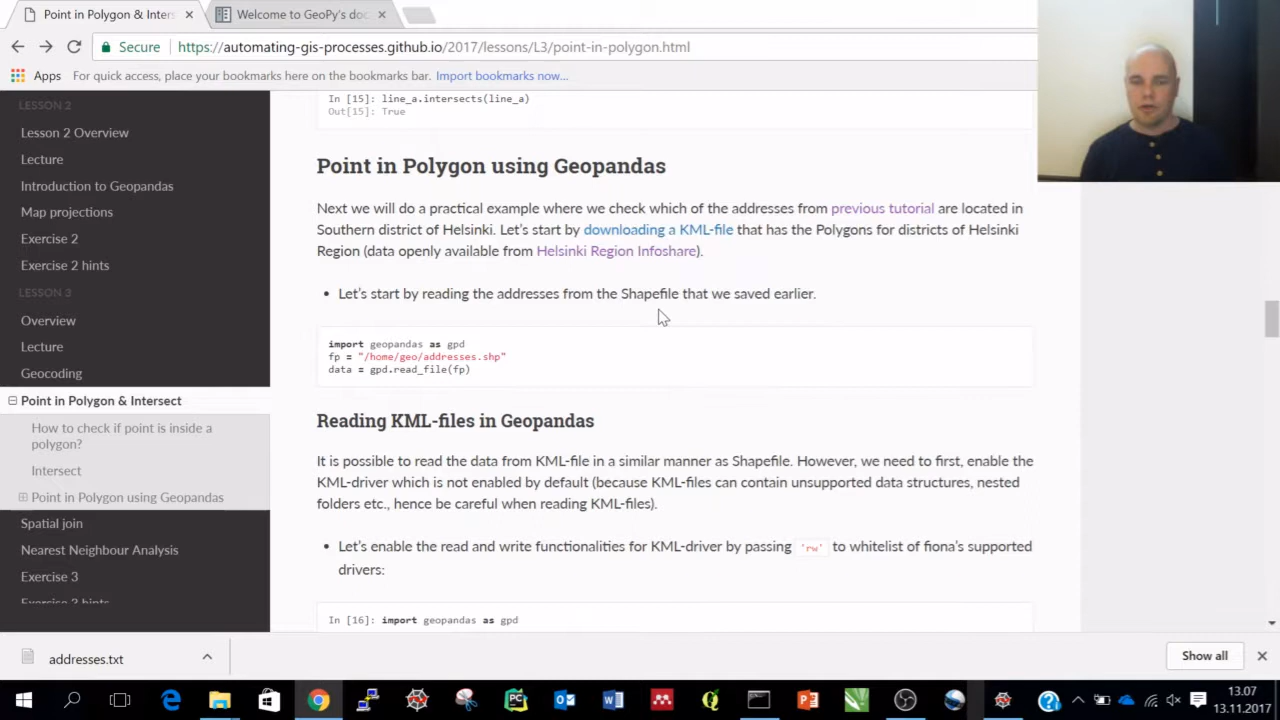 Point in Polygon & Inters
Welcome to GeoPy's doc
Secure
https://automating-gis-processes.github.io/2017/lessons/L3/point-in-polygon.html
Apps
For quick access, place your bookmarks here on the bookmarks bar. Import bookmarks now...
LESSON 2
Lesson 2 Overview
Lecture
Introduction to Geopandas
Map projections
Exercise 2
Exercise 2 hints
LESSON 3
Overview
Lecture
Geocoding
Point in Polygon & Intersect
How to check if point is inside a
polygon?
Intersect
Point in Polygon using Geopandas
Spatial join
Nearest Neighbour Analysis
Exercise 3
Exercise 3 hints
In [15]: line_a.intersects(line_a)
Out[15]: True
Point in Polygon using Geopandas
Next we will do a practical example where we check which of the addresses from previous tutorial are located in
Southern district of Helsinki. Let's start by downloading a KML-file that has the Polygons for districts of Helsinki
Region (data openly available from Helsinki Region Infoshare).
• Let's start by reading the addresses from the Shapefile that we saved earlier.
import geopandas as gpd
fp = "/home/geo/addresses.shp"
data = gpd.read_file(fp)
Reading KML-files in Geopandas
It is possible to read the data from KML-file in a similar manner as Shapefile. However, we need to first, enable the
KML-driver which is not enabled by default (because KML-files can contain unsupported data structures, nested
folders etc., hence be careful when reading KML-files).
• Let's enable the read and write functionalities for KML-driver by passing 'rw' to whitelist of fiona's supported
drivers:
In [16]: import geopandas as gpd
addresses.txt
Show all
13.07
13.11.2017